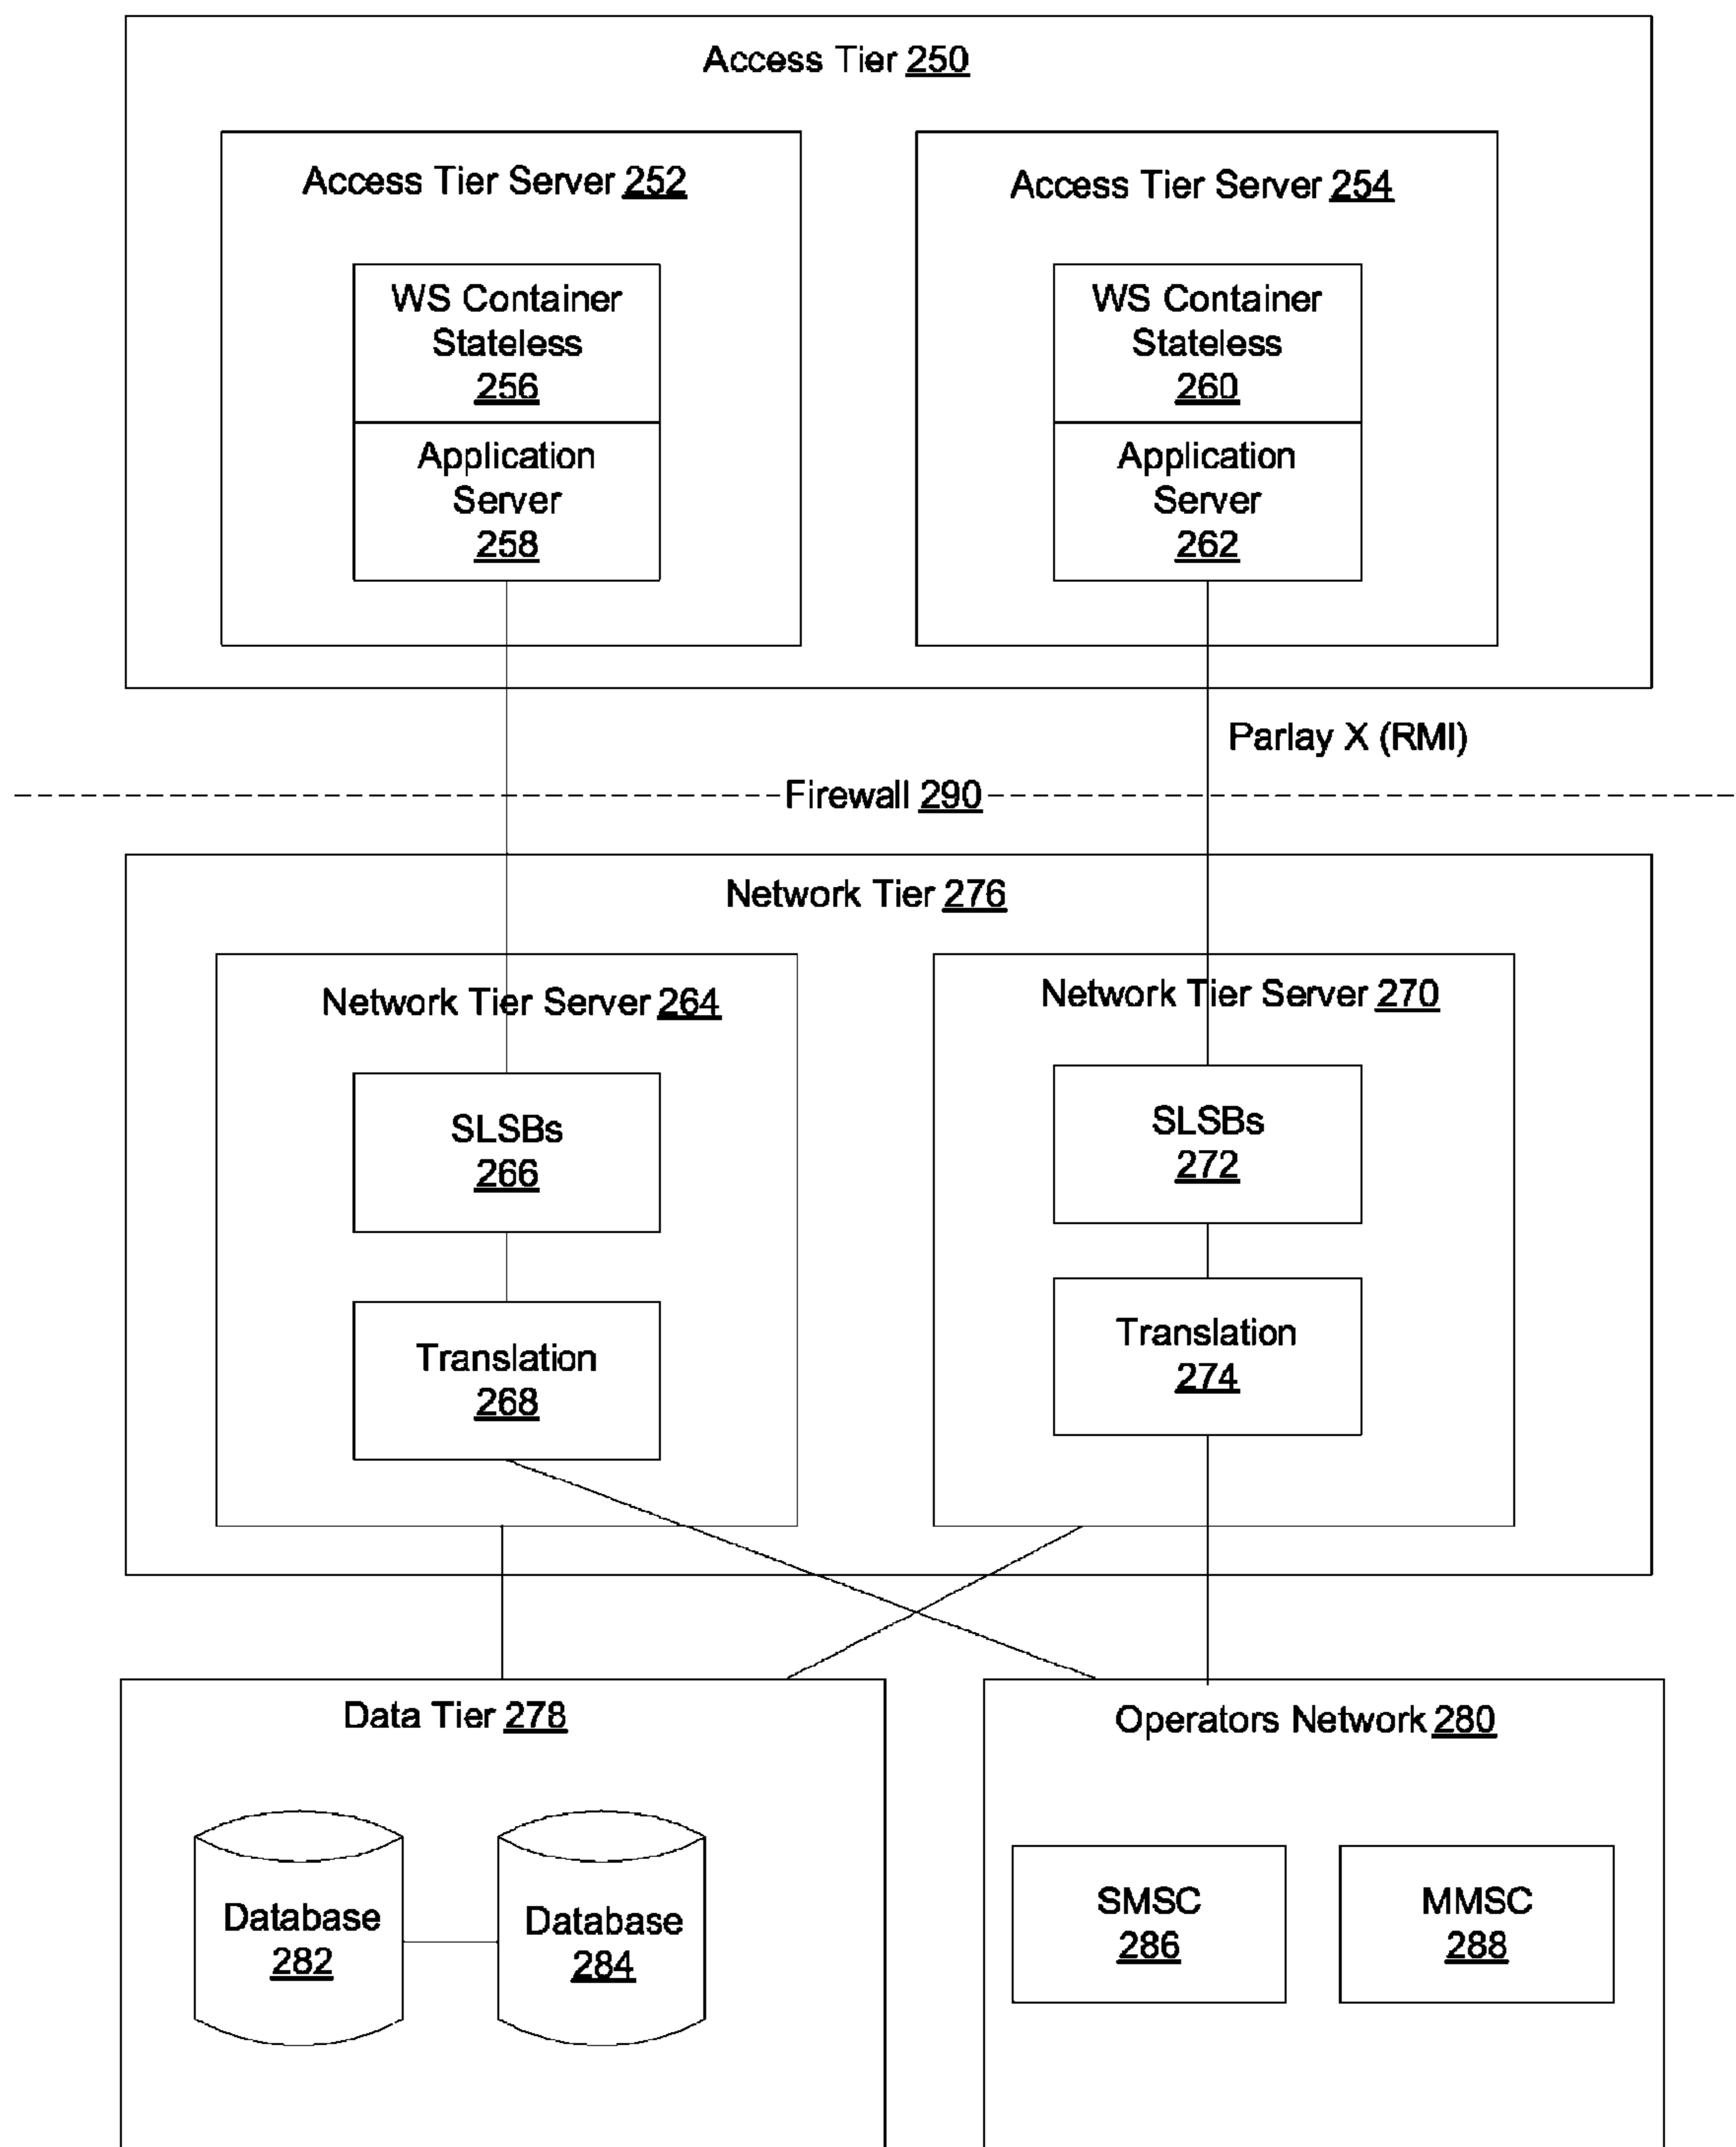 Access Tier 250
Access Tier Server 252
Access Tier Server 254
WS Container
Stateless
256
Application
Server
258
WS Container
Stateless
260
Application
Server
262
Parlay X (RMI)
Firewall 290
Network Tier 276
Network Tier Server 264
Network Tier Server 270
SLSBs
266
Translation
268
SLSBs
272
Translation
274
Data Tier 278
Database
282
Database
284
Operators Network 280
SMSC
286
MMSC
288